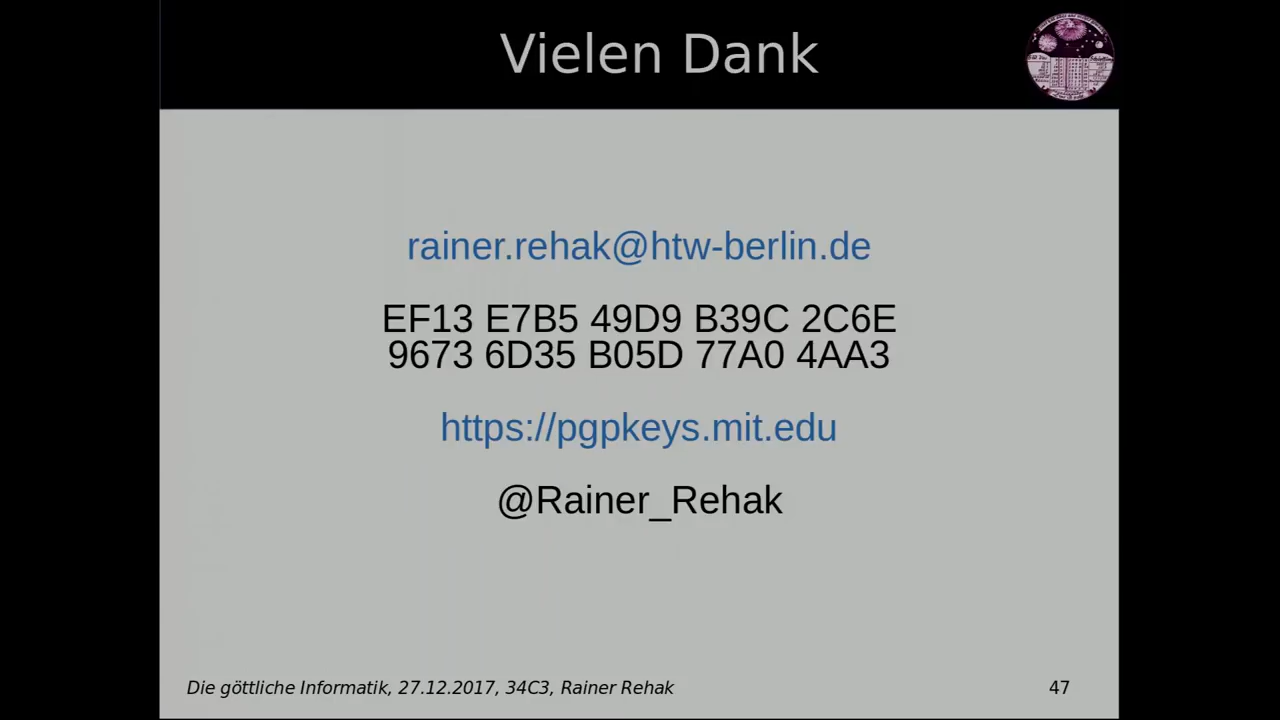 Vielen Dank
rainer.rehak@htw-berlin.de
EF13 E7B5 49D9 B39C 2C6E
9673 6D35 B05D 77A0 4AA3
https://pgpkeys.mit.edu
@Rainer_Rehak
Die göttliche Informatik, 27.12.2017, 34C3, Rainer Rehak
47